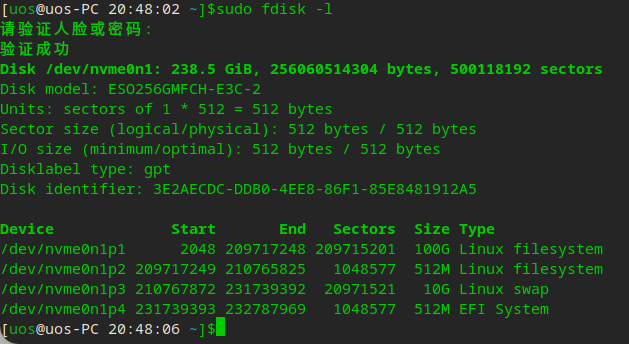 [uos@uos-PC 20:48:02 ~]$sudo fdisk -l
请验证人脸或密码：
验证成功
Disk /dev/nvme0n1: 238.5 GiB, 256060514304 bytes, 500118192 sectors
Disk model: ESO256GMFCH-E3C-2
Units: sectors of 1 * 512 = 512 bytes
Sector size (logical/physical): 512 bytes / 512 bytes
I/O size (minimum/optimal): 512 bytes / 512 bytes
Disklabel type: gpt
Disk identifier: 3E2AECDC-DDB0-4EE8-86F1-85E8481912A5
Device             Start       End   Sectors  Size Type
/dev/nvme0n1p1      2048 209717248 209715201  100G Linux filesystem
/dev/nvme0n1p2 209717249 210765825   1048577  512M Linux filesystem
/dev/nvme0n1p3 210767872 231739392  20971521   10G Linux swap
/dev/nvme0n1p4 231739393 232787969   1048577  512M EFI System
[uos@uos-PC 20:48:06 ~]$